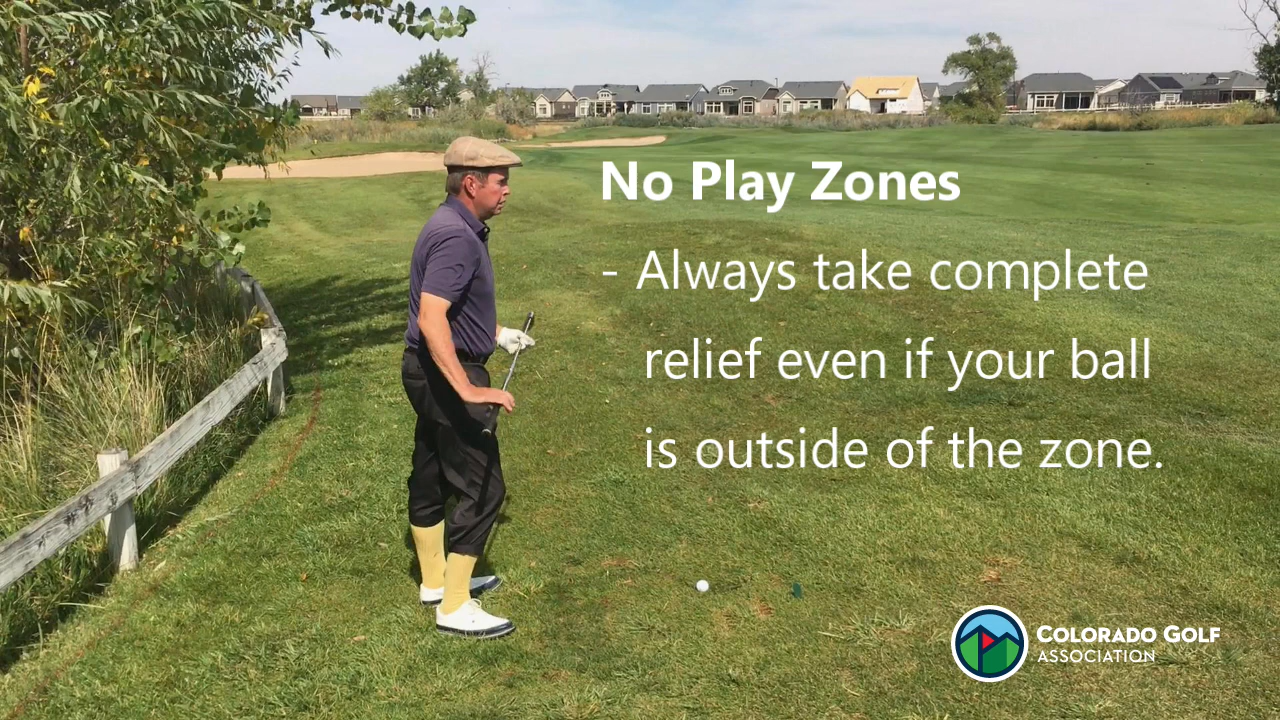 No Play Zones
- Always take complete
relief even if your ball
is outside of the zone.
COLORADO GOLF
ASSOCIATION